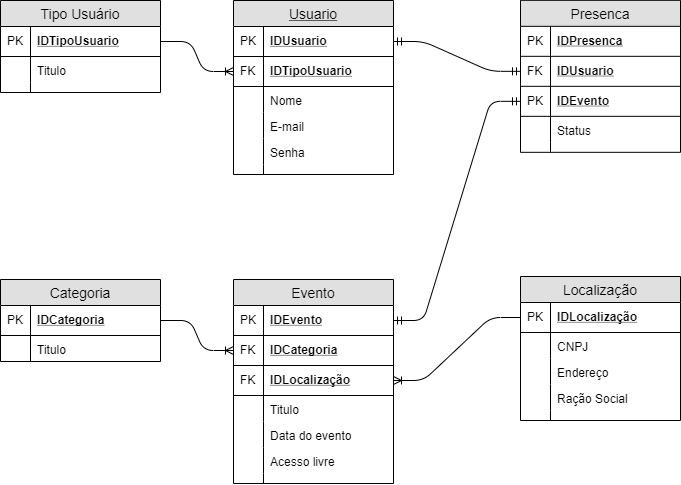 Tipo Usuário
PK IDTipoUsuario
Titulo
Usuario
PK IDUsuario
FK IDTipoUsuario
Nome
E-mail
Senha
Presenca
PK IDPresenca
FK IDUsuario
PK IDEvento
Status
Categoria
PK IDCategoria
Titulo
Evento
PK IDEvento
FK IDCategoria
FK IDLocalização
Titulo
Data do evento
Acesso livre
Localização
PK IDLocalização
CNPJ
Endereço
Ração Social